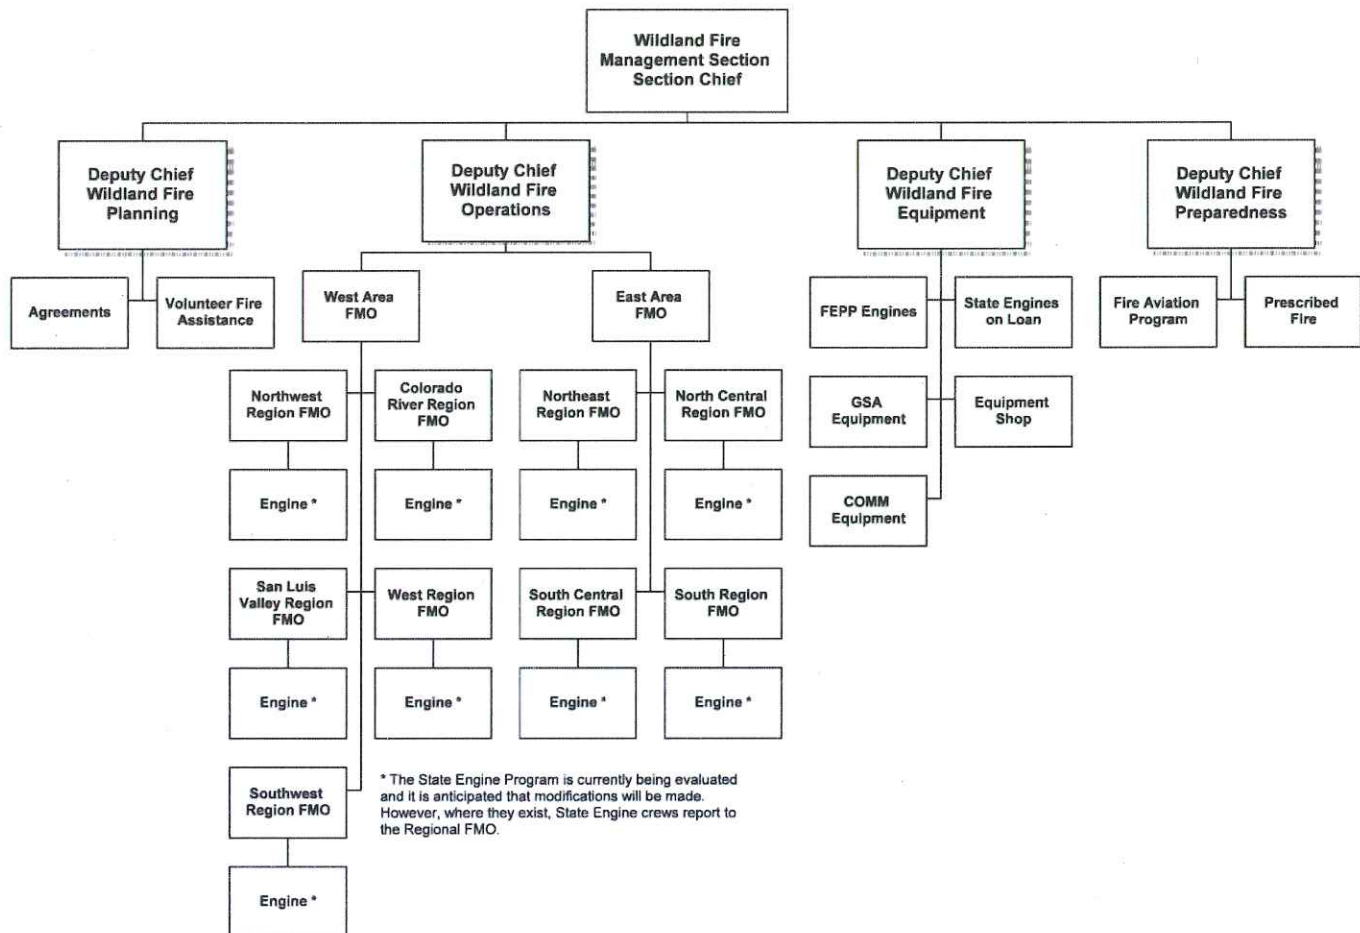 Wildland Fire
Management Section
Section Chief
Deputy Chief
Wildland Fire
Planning
Deputy Chief
Wildland Fire
Operations
Deputy Chief
Wildland Fire
Equipment
Deputy Chief
Wildland Fire
Preparedness
Agreements
Volunteer Fire
Assistance
West Area
FMO
East Area
FMO
FEPP Engines
State Engines
on Loan
Fire Aviation
Program
Prescribed
Fire
Northwest
Region FMO
Colorado
River Region
FMO
Northeast
Region FMO
North Central
Region FMO
GSA
Equipment
Equipment
Shop
Engine *
Engine *
Engine *
Engine *
COMM
Equipment
San Luis
Valley Region
FMO
West Region
FMO
South Central
Region FMO
South Region
FMO
Engine *
Engine *
Engine *
Engine *
Southwest
Region FMO
* The State Engine Program is currently being evaluated
and it is anticipated that modifications will be made.
However, where they exist, State Engine crews report to
the Regional FMO.
Engine *